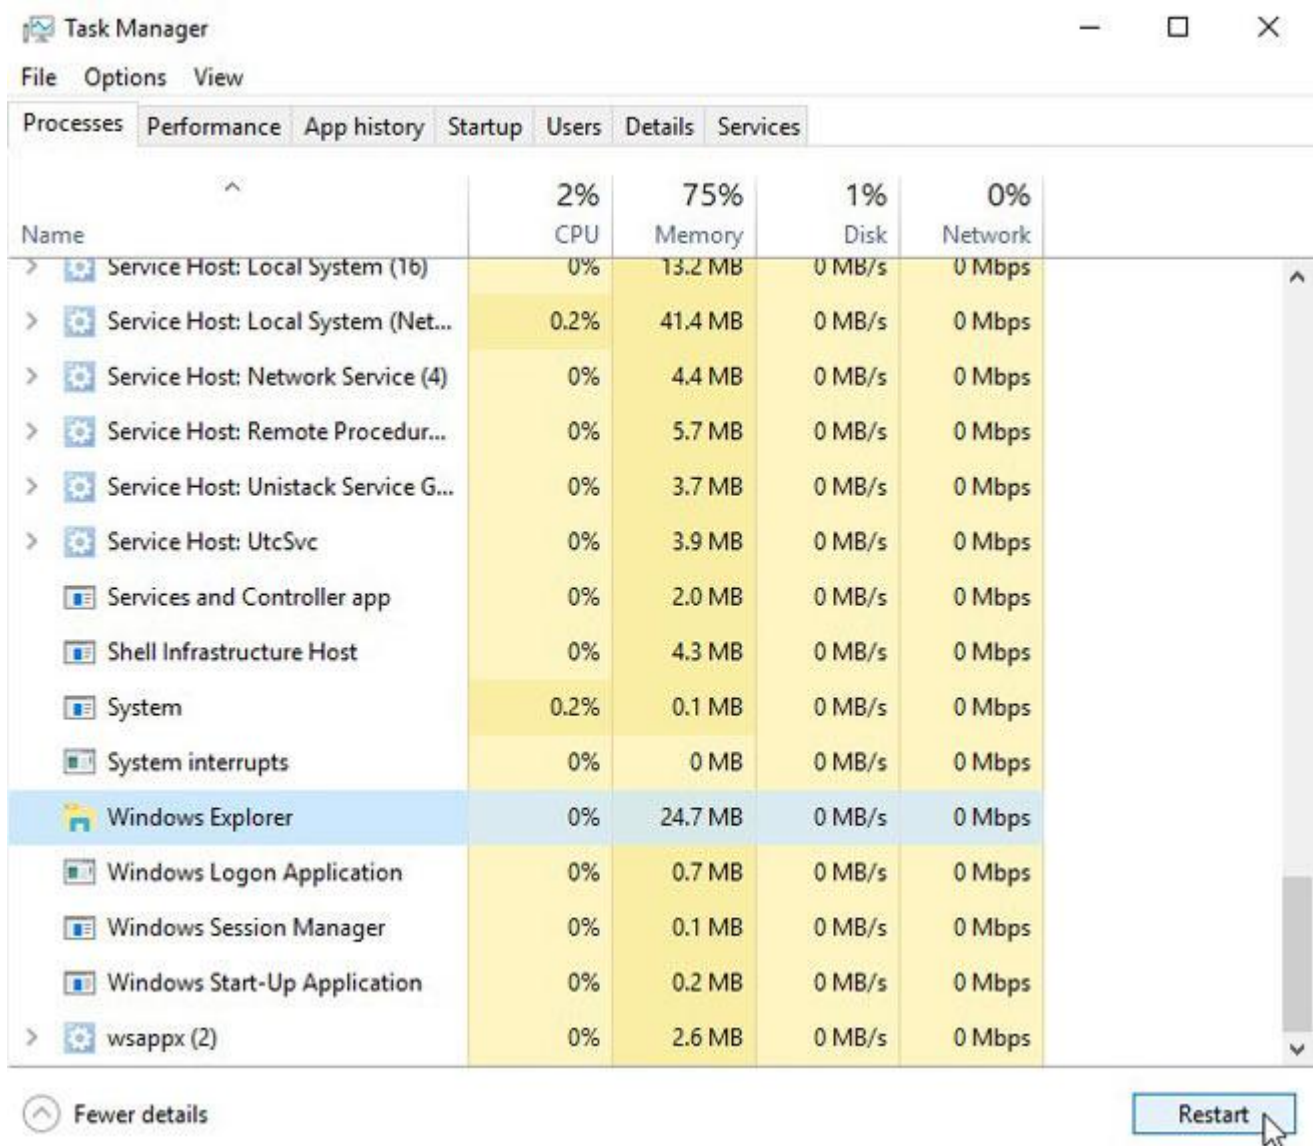 Task Manager
File Options View
Processes Performance App history Startup Users Details Services
2% 75% 1% 0%
Name CPU Memory Disk Network
Service Host: Local System (16) 0% 13.2 MB 0 MB/s 0 Mbps
Service Host: Local System (Net... 0.2% 41.4 MB 0 MB/s 0 Mbps
Service Host: Network Service (4) 0% 4.4 MB 0 MB/s 0 Mbps
Service Host: Remote Procedur... 0% 5.7 MB 0 MB/s 0 Mbps
Service Host: Unistack Service G... 0% 3.7 MB 0 MB/s 0 Mbps
Service Host: UtcSvc 0% 3.9 MB 0 MB/s 0 Mbps
Services and Controller app 0% 2.0 MB 0 MB/s 0 Mbps
Shell Infrastructure Host 0% 4.3 MB 0 MB/s 0 Mbps
System 0.2% 0.1 MB 0 MB/s 0 Mbps
System interrupts 0% 0 MB 0 MB/s 0 Mbps
Windows Explorer 0% 24.7 MB 0 MB/s 0 Mbps
Windows Logon Application 0% 0.7 MB 0 MB/s 0 Mbps
Windows Session Manager 0% 0.1 MB 0 MB/s 0 Mbps
Windows Start-Up Application 0% 0.2 MB 0 MB/s 0 Mbps
wsappx (2) 0% 2.6 MB 0 MB/s 0 Mbps
Fewer details Restart